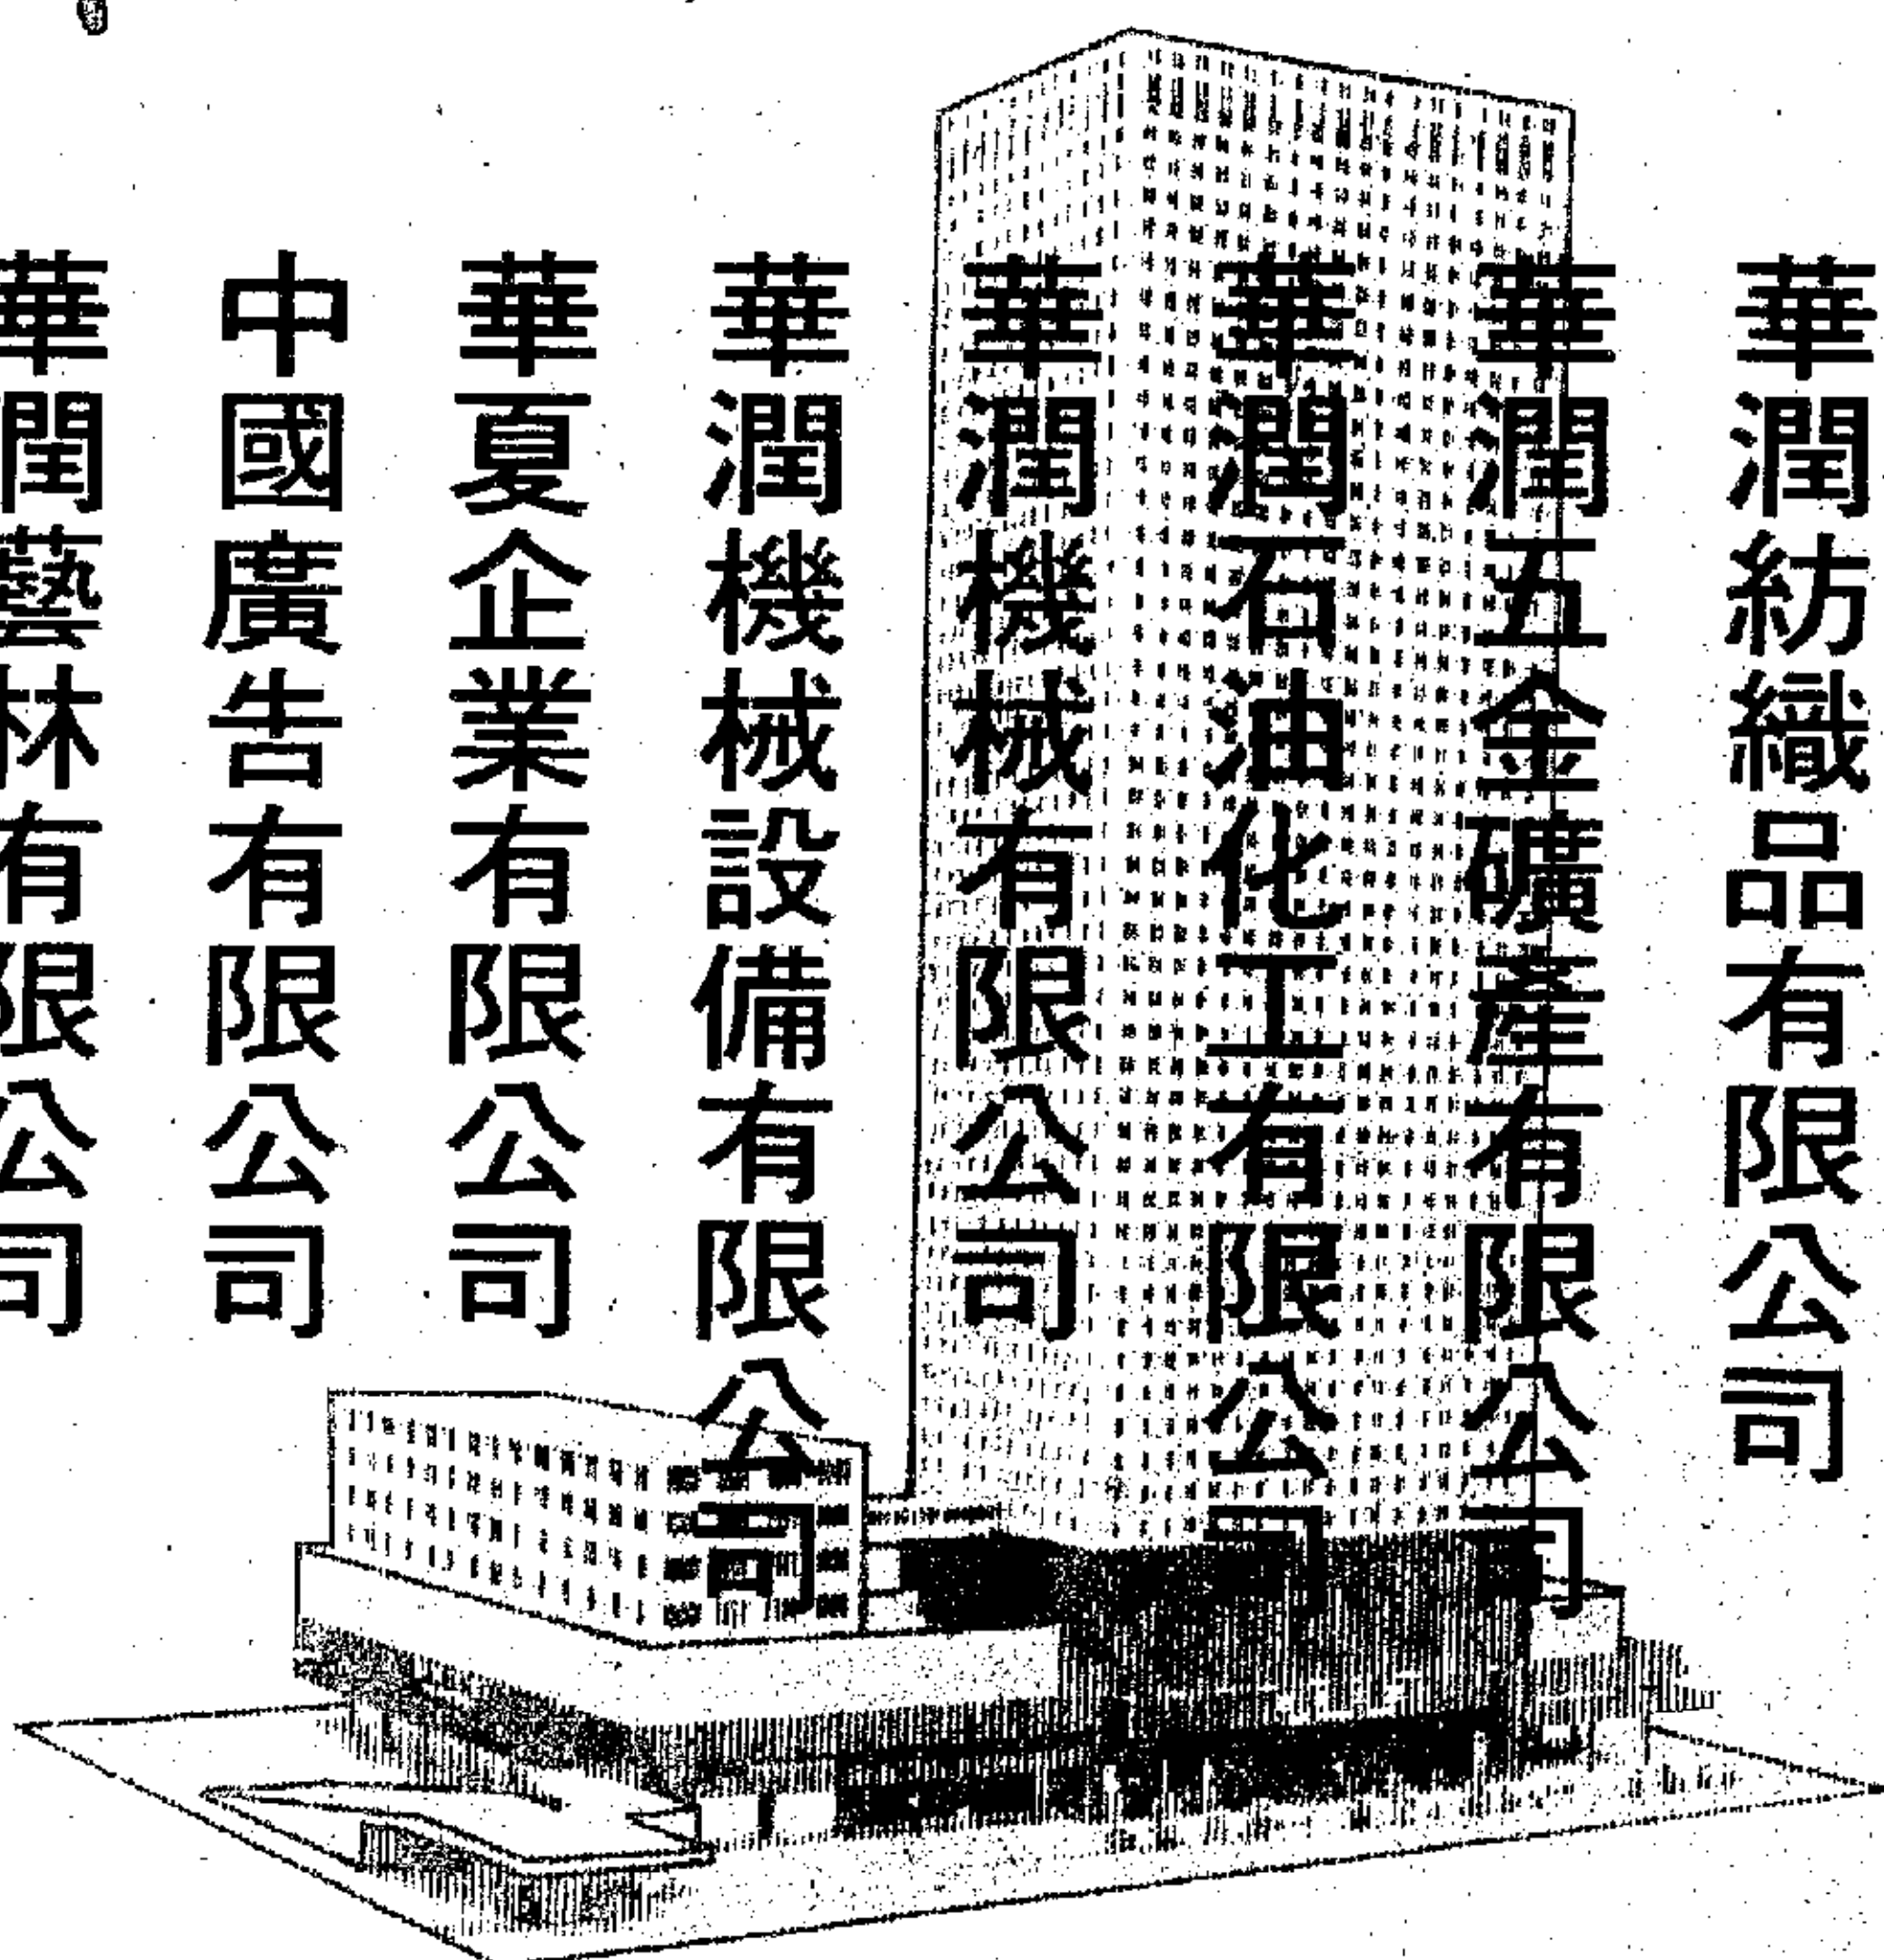 華潤紡織品有限公司
華潤五金礦產有限公司
華潤石油化工有限公司
華潤機械有限公司
華潤機械設備有限公司
華夏企業有限公司
中國廣告有限公司
華潤藝林有限公司